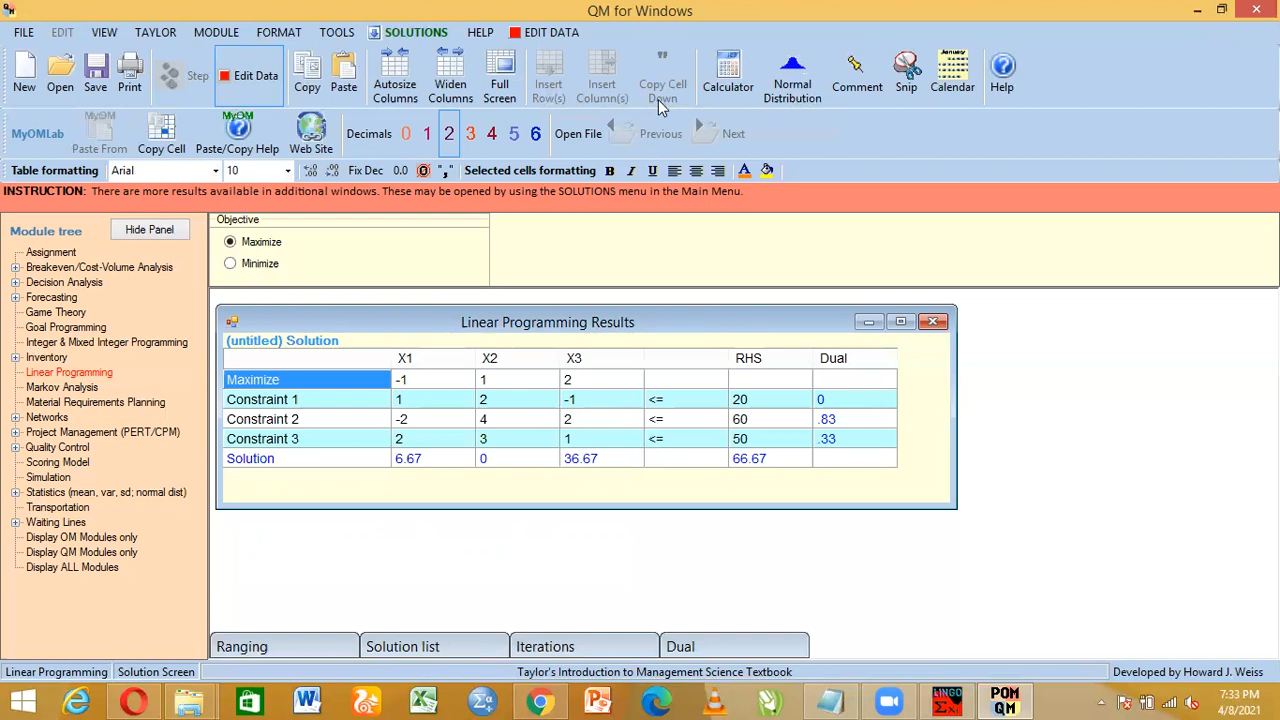 QM for Windows
FILE EDIT VIEW TAYLOR MODULE FORMAT TOOLS SOLUTIONS HELP EDIT DATA
New Open Save Print Step Edit Data Copy Paste Autosize Columns Widen Columns Full Screen Insert Row(s) Insert Column(s) Copy Cell Down Calculator Normal Distribution Comment Snip January Calendar Help
MyOMLab MyOM Paste From Copy Cell MyOM Paste/Copy Help Web Site Decimals 0 1 2 3 4 5 6 Open File Previous Next
Table formatting Arial 10 Fix Dec 0.0 Selected cells formatting B I U A
INSTRUCTION: There are more results available in additional windows. These may be opened by using the SOLUTIONS menu in the Main Menu.
Module tree Hide Panel
Assignment
Breakeven/Cost-Volume Analysis
Decision Analysis
Forecasting
Game Theory
Goal Programming
Integer & Mixed Integer Programming
Inventory
Linear Programming
Markov Analysis
Material Requirements Planning
Networks
Project Management (PERT/CPM)
Quality Control
Scoring Model
Simulation
Statistics (mean, var, sd; normal dist)
Transportation
Waiting Lines
Display OM Modules only
Display QM Modules only
Display ALL Modules
Objective
Maximize
Minimize
Linear Programming Results
(untitled) Solution
X1 X2 X3 RHS Dual
Maximize -1 1 2
Constraint 1 1 2 -1 <= 20 0
Constraint 2 -2 4 2 <= 60 .83
Constraint 3 2 3 1 <= 50 .33
Solution 6.67 0 36.67 66.67
Ranging Solution list Iterations Dual
Linear Programming Solution Screen Taylor's Introduction to Management Science Textbook Developed by Howard J. Weiss
LINGO POM QM
7:33 PM
4/8/2021